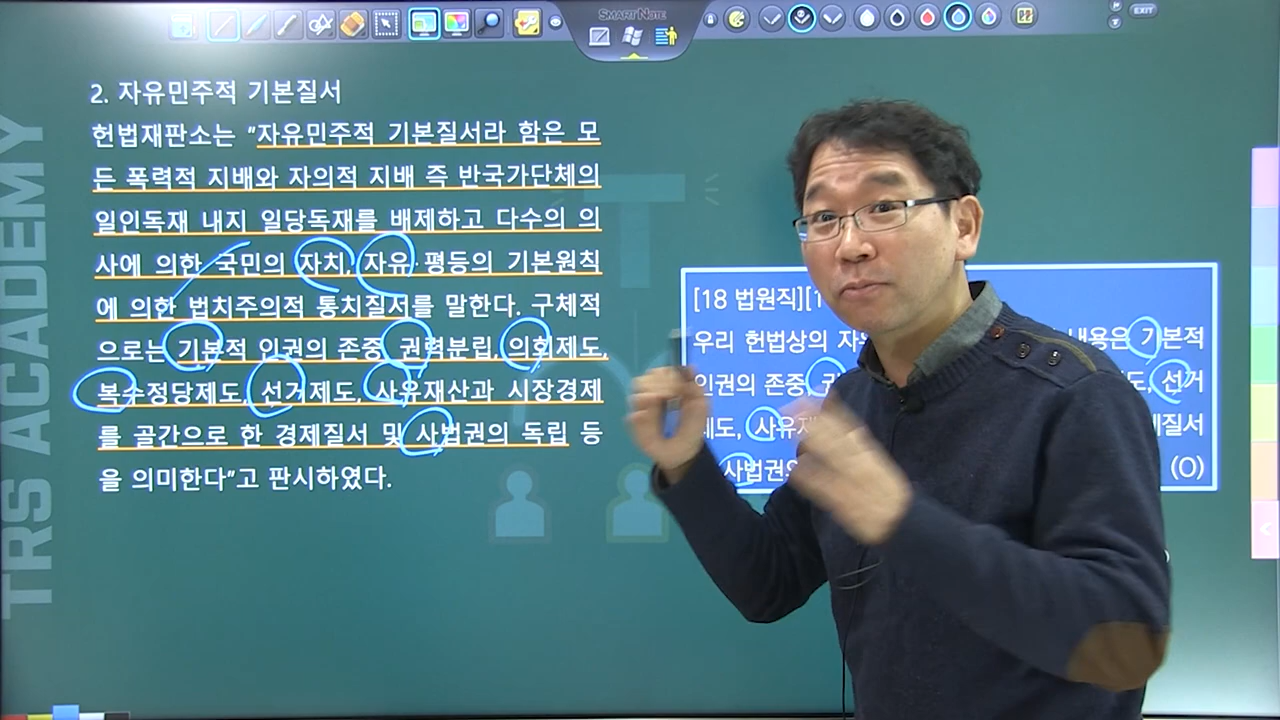 SMARTNOTE
EXIT
2. 자유민주적 기본질서
헌법재판소는 "자유민주적 기본질서라 함은 모
든 폭력적 지배와 자의적 지배 즉 반국가단체의
일인독재 내지 일당독재를 배제하고 다수의 의
사에 의한 국민의 자치, 자유·평등의 기본원칙
에 의한 법치주의적 통치질서를 말한다. 구체적
으로는 기본적 인권의 존중, 권력분립, 의회제도,
복수정당제도, 선거제도, 사유재산과 시장경제
를 골간으로 한 경제질서 및 사법권의 독립 등
을 의미한다"고 판시하였다.
[18 법원직]
우리 헌법상의 내용은 기본적
인권의 존중, 선거
사유재
사법권의 (O)
TRS ACADEMY